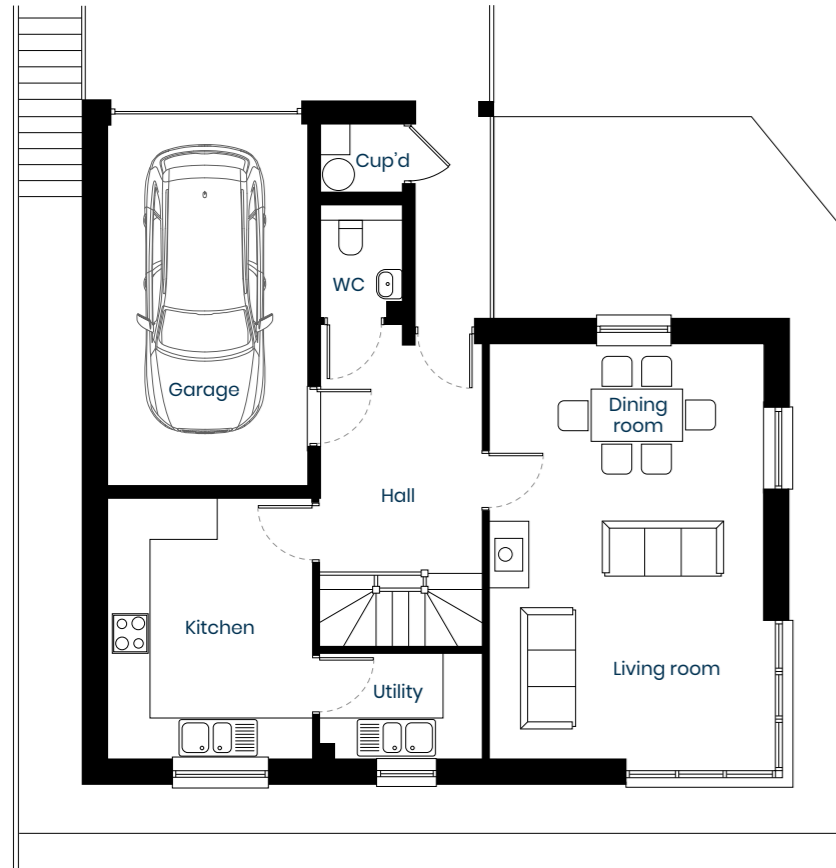 Cup’d
WC
Garage
Dining
room
Hall
Kitchen
Utility
Living room